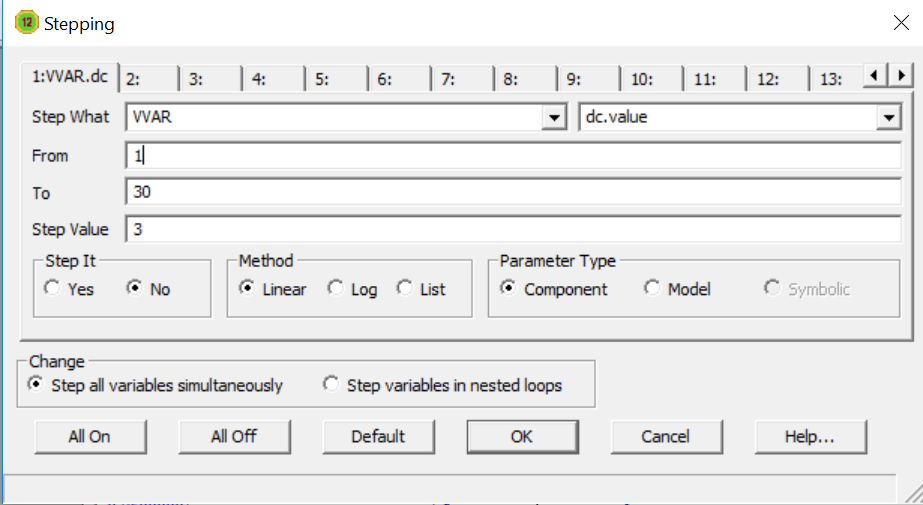 12 Stepping
1:VVAR.dc 2: 3: 4: 5: 6: 7: 8: 9: 10: 11: 12: 13:
Step What VVAR dc.value
From 1
To 30
Step Value 3
Step It Method Parameter Type
Yes No Linear Log List Component Model Symbolic
Change
Step all variables simultaneously Step variables in nested loops
All On All Off Default OK Cancel Help...